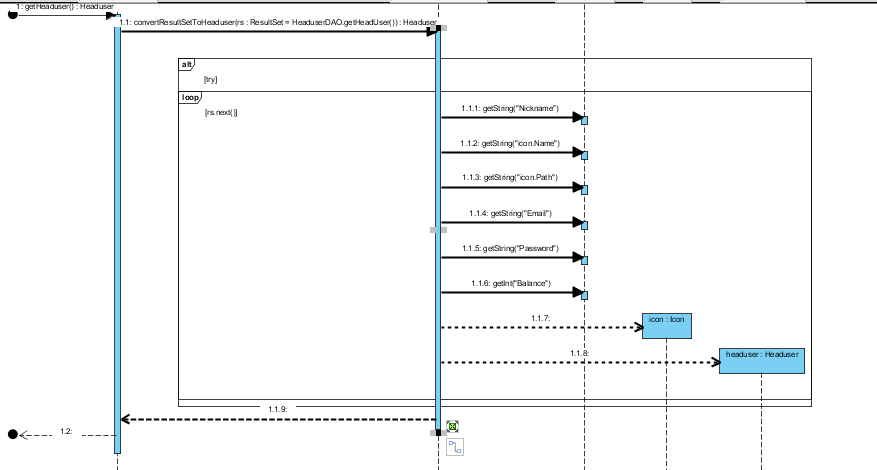 1: getHeaduser() : Headuser
1.1: convertResultSetToHeaduser(rs : ResultSet = HeaduserDAO.getHeadUser()) : Headuser
alt
[try]
loop
[rs.next()]
1.1.1: getString("Nickname")
1.1.2: getString("icon.Name")
1.1.3: getString("icon.Path")
1.1.4: getString("Email")
1.1.5: getString("Password")
1.1.6: getInt("Balance")
1.1.7:
icon : Icon
1.1.8:
headuser : Headuser
1.1.9:
1.2: